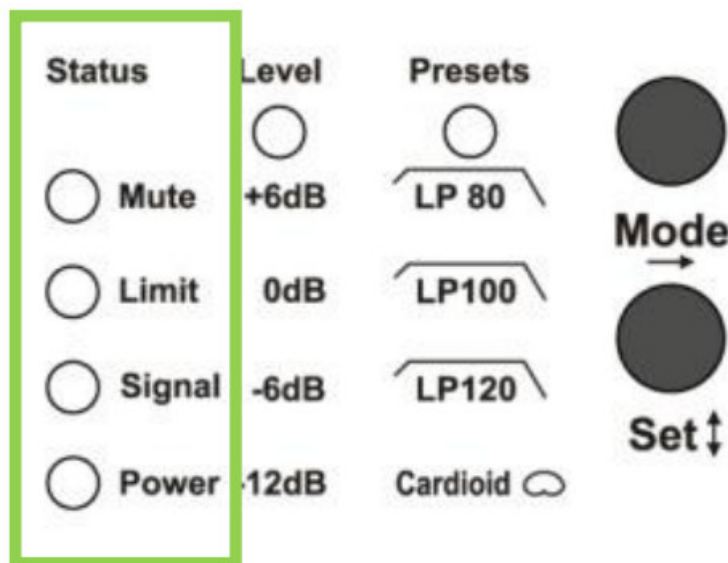 Status Level Presets
Mute +6dB LP 80
Mode
Limit 0dB LP100
Signal -6dB LP120
Set
Power -12dB Cardioid